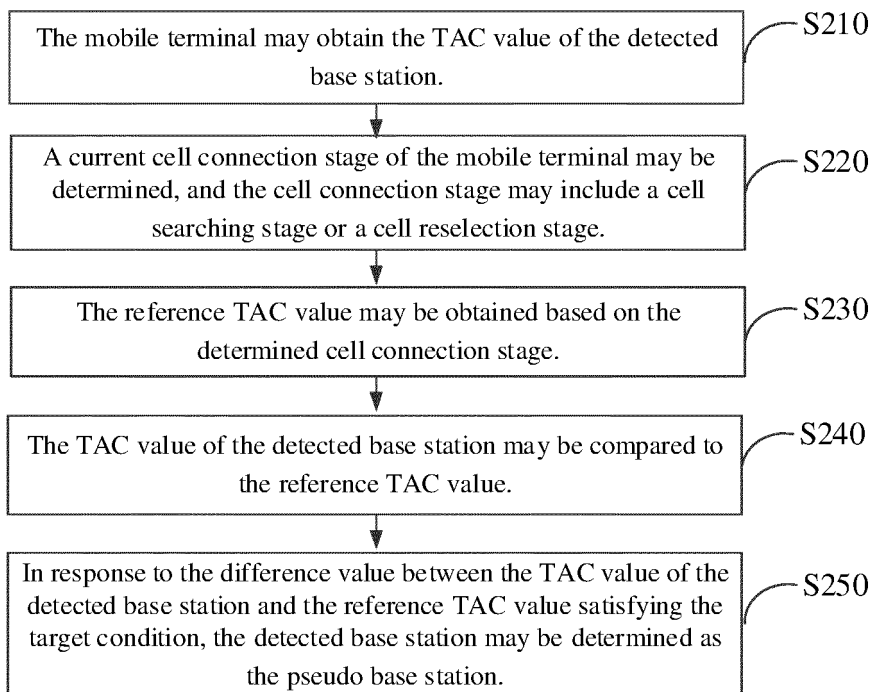 The mobile terminal may obtain the TAC value of the detected
base station.
S210
A current cell connection stage of the mobile terminal may be
determined, and the cell connection stage may include a cell
searching stage or a cell reselection stage.
S220
The reference TAC value may be obtained based on the
determined cell connection stage.
S230
The TAC value of the detected base station may be compared to
the reference TAC value.
S240
In response to the difference value between the TAC value of the
detected base station and the reference TAC value satisfying the
target condition, the detected base station may be determined as
the pseudo base station.
S250